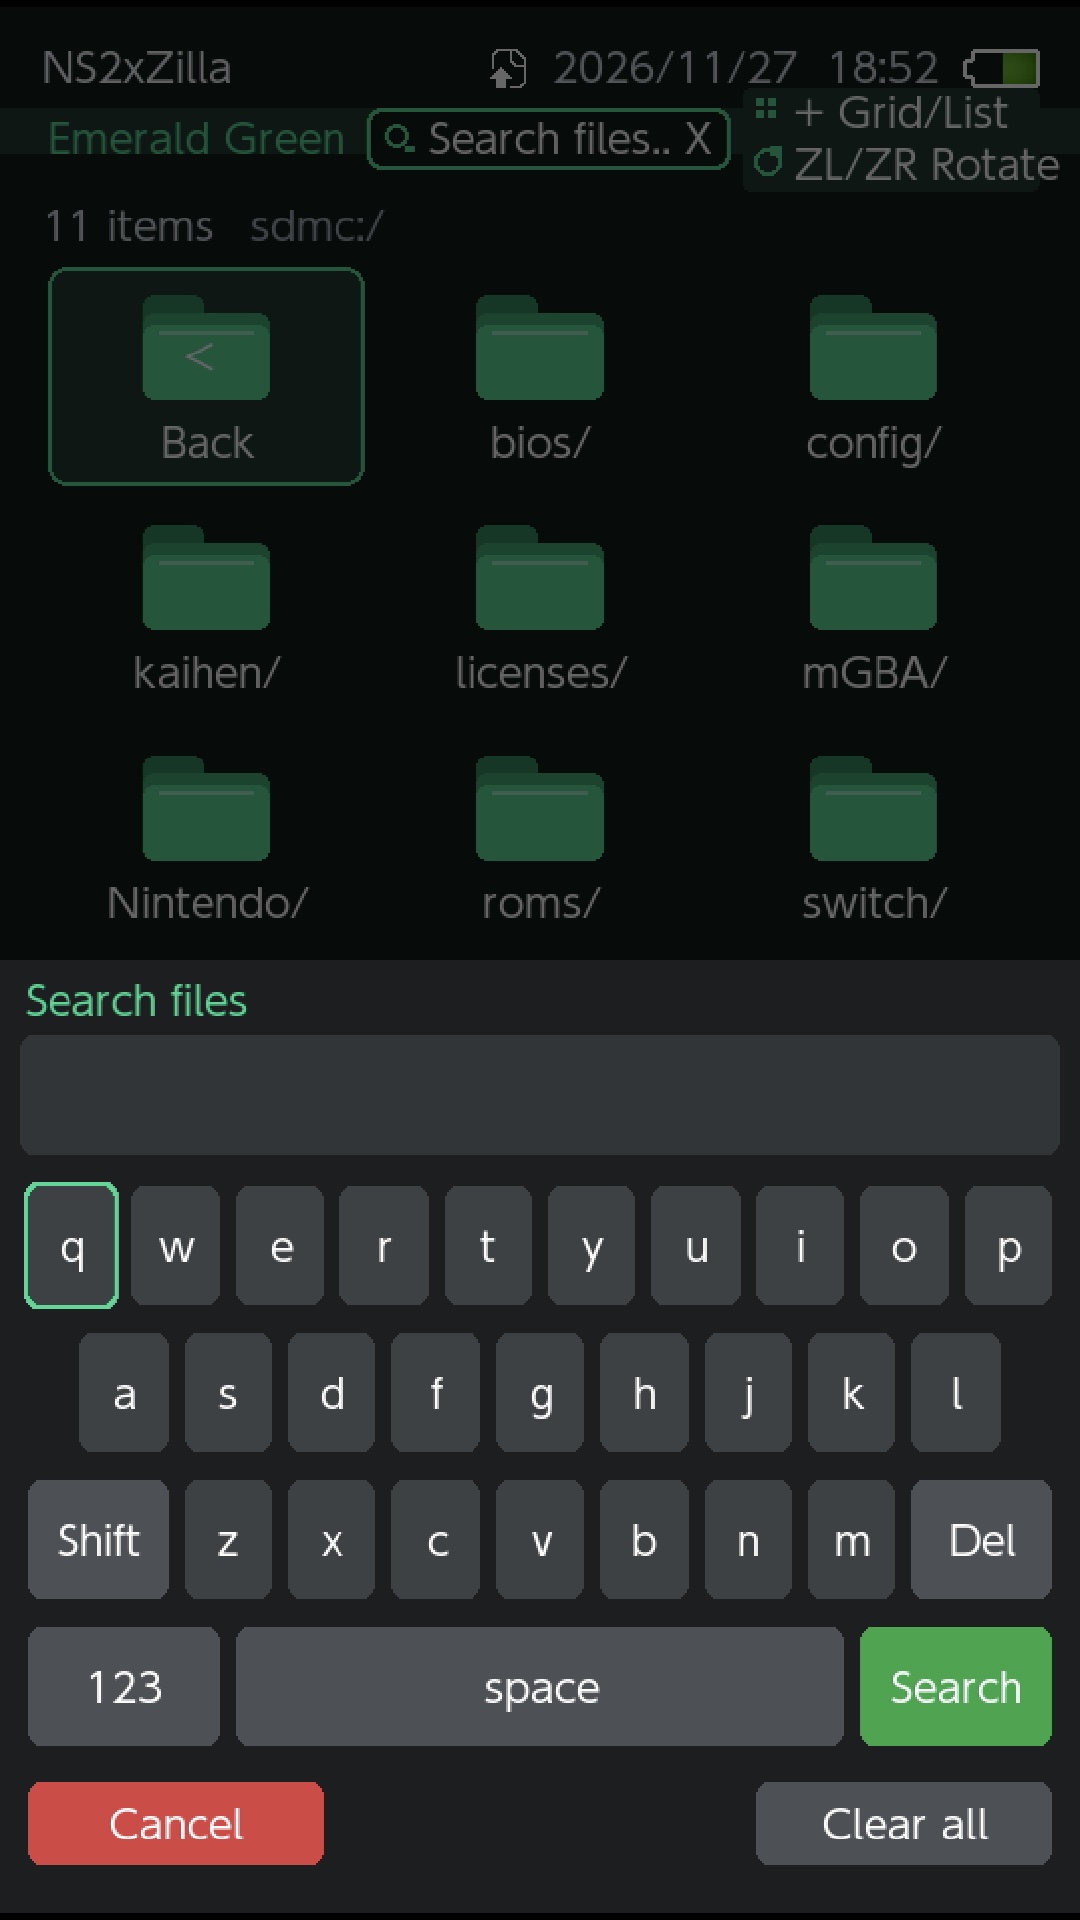 NS2xZilla 2026/11/27 18:52
Emerald Green Search files.. X + Grid/List
ZL/ZR Rotate
11 items sdmc:/
<
Back bios/ config/
kaihen/ licenses/ mGBA/
Nintendo/ roms/ switch/
Search files
q w e r t y u i o p
a s d f g h j k l
Shift z x c v b n m Del
123 space Search
Cancel Clear all